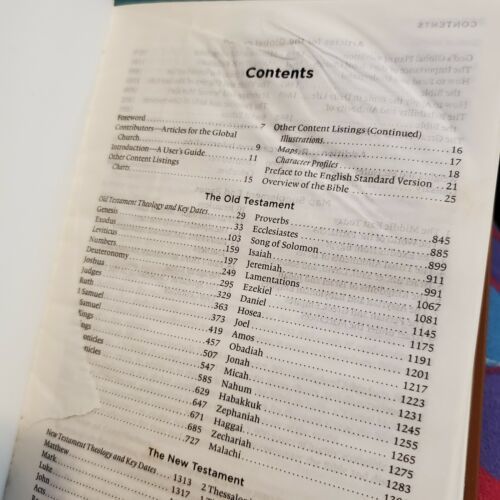 Contents
Foreword 7
Contributors—Articles for the Global
Church 9
Introduction—A User's Guide 11
Other Content Listings
Charts 15
Other Content Listings (Continued)
Illustrations 16
Maps 17
Character Profiles 18
Preface to the English Standard Version 21
Overview of the Bible 25
The Old Testament
Old Testament Theology and Key Dates 29
Genesis 33
Exodus 103
Leviticus 159
Numbers 197
Deuteronomy 249
Joshua 295
Judges 329
Ruth 363
Samuel 373
Samuel 419
ings 457
ngs 507
onicles 547
nicles 585
629
647
671
685
727
Proverbs 845
Ecclesiastes 885
Song of Solomon 899
Isaiah 911
Jeremiah 991
Lamentations 1067
Ezekiel 1081
Daniel 1145
Hosea 1175
Joel 1191
Amos 1201
Obadiah 1217
Jonah 1223
Micah 1231
Nahum 1245
Habakkuk 1255
Zephaniah 1265
Haggai 1275
Zechariah 1283
Malachi
The New Testament
New Testament Theology and Key Dates 1313
Matthew 1317
Mark
Luke
John
Acts
2 Thessalo